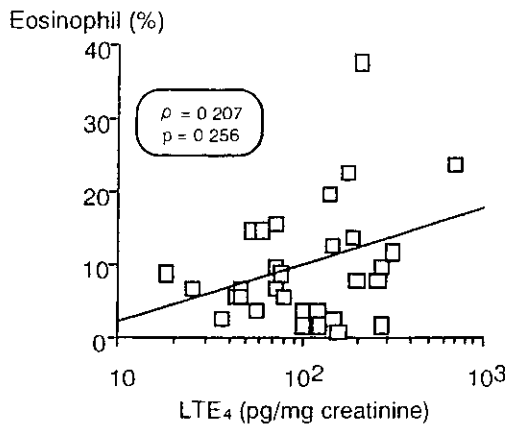 Eosinophil (%)
40
30
20
10
0
ρ = 0 207
p = 0 256
10 10² 10³
LTE₄ (pg/mg creatinine)